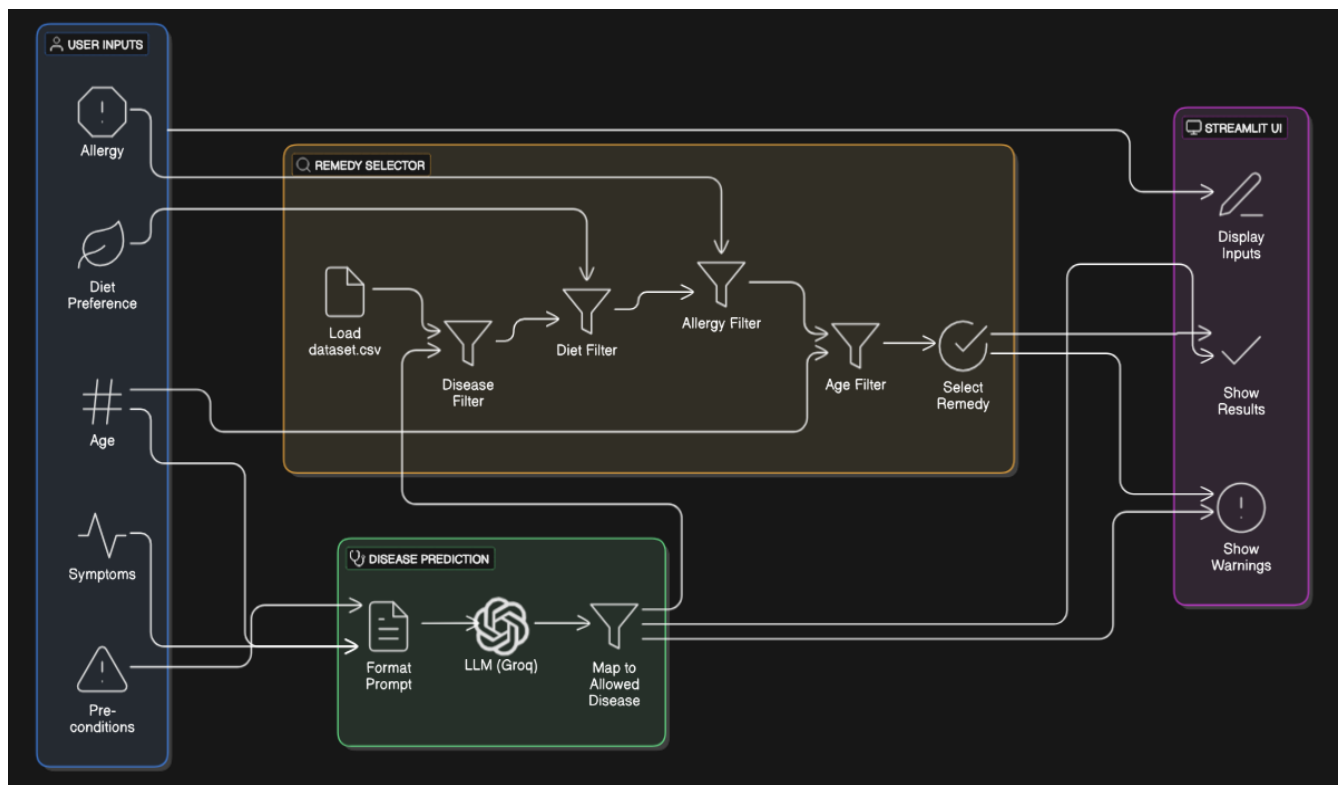 USER INPUTS
Allergy
Diet
Preference
Age
Symptoms
Pre-
conditions
REMEDY SELECTOR
Load
dataset.csv
Disease
Filter
Diet Filter
Allergy Filter
Age Filter
Select
Remedy
DISEASE PREDICTION
Format
Prompt
LLM (Groq)
Map to
Allowed
Disease
STREAMLIT UI
Display
Inputs
Show
Results
Show
Warnings